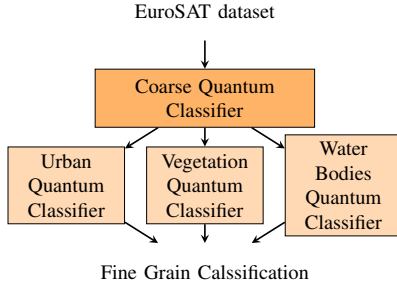 EuroSAT dataset
Coarse Quantum
Classifier
Urban
Quantum
Classifier
Vegetation
Quantum
Classifier
Water
Bodies
Quantum
Classifier
Fine Grain Calssification